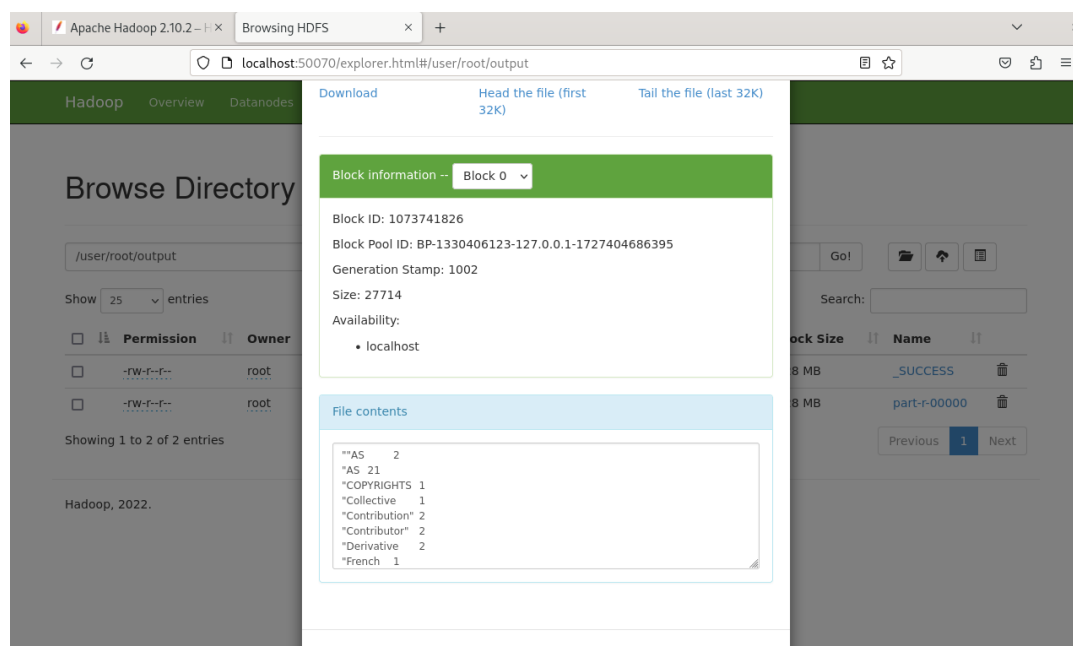 Apache Hadoop 2.10.2 – H
Browsing HDFS
localhost:50070/explorer.html#/user/root/output
Hadoop Overview Datanodes
Download Head the file (first 32K) Tail the file (last 32K)
Block information -- Block 0
Browse Directory
Block ID: 1073741826
Block Pool ID: BP-1330406123-127.0.0.1-1727404686395
Generation Stamp: 1002
Size: 27714
Availability:
• localhost
/user/root/output Go!
Show 25 entries Search:
Permission Owner ock Size Name
-rw-r--r-- root 8 MB _SUCCESS
-rw-r--r-- root 8 MB part-r-00000
Showing 1 to 2 of 2 entries Previous 1 Next
Hadoop, 2022.
File contents
""AS 2
"AS 21
"COPYRIGHTS 1
"Collective 1
"Contribution" 2
"Contributor" 2
"Derivative 2
"French 1